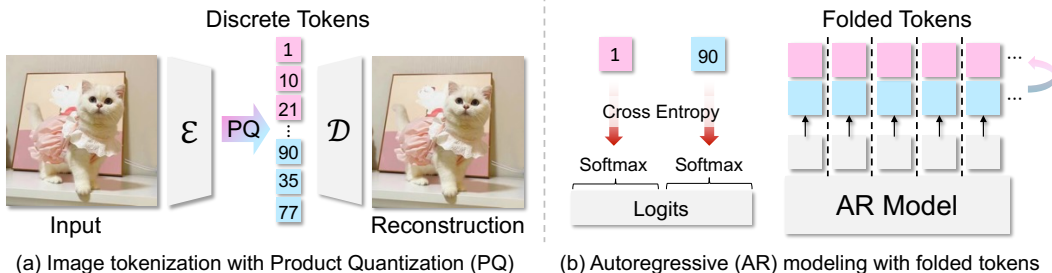 Discrete Tokens
1
10
21
⋮
90
35
77
ℰ
PQ
𝒟
Input
Reconstruction
(a) Image tokenization with Product Quantization (PQ)
Folded Tokens
1
90
...
...
Cross Entropy
Softmax
Softmax
Logits
AR Model
(b) Autoregressive (AR) modeling with folded tokens